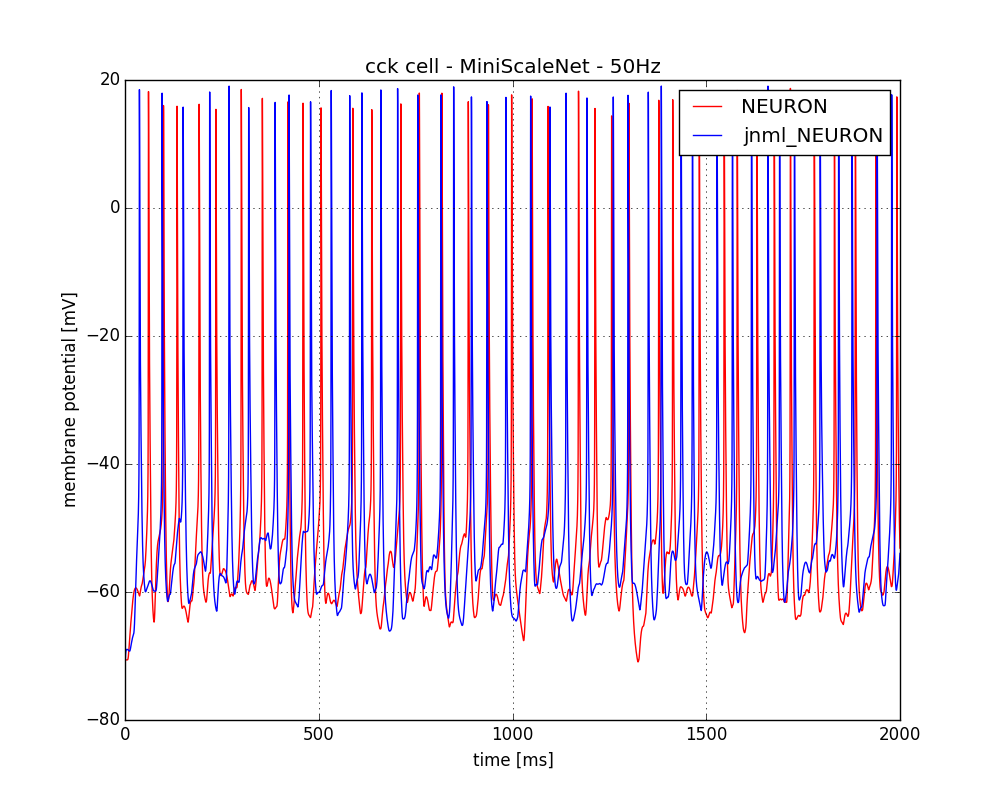 cck cell - MiniScaleNet - 50Hz
NEURON
jnml_NEURON
20
0
−20
−40
−60
−80
membrane potential [mV]
0
500
1000
1500
2000
time [ms]